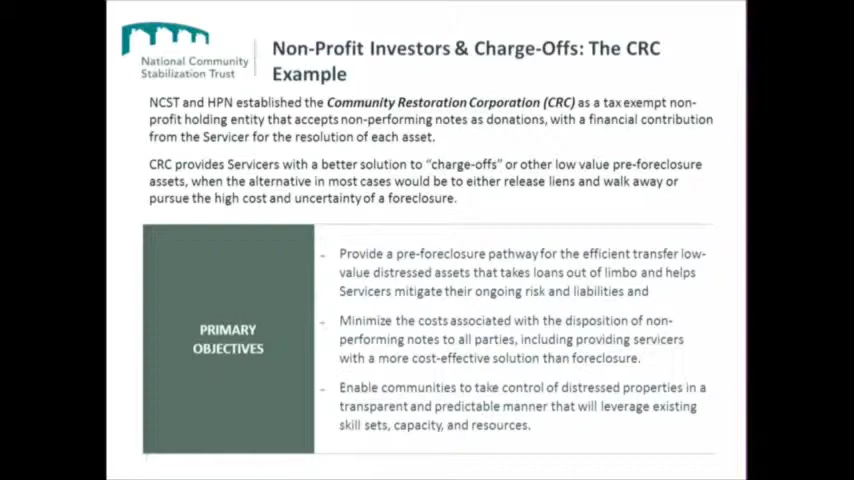 National Community
Stabilization Trust
Non-Profit Investors & Charge-Offs: The CRC
Example
NCST and HPN established the Community Restoration Corporation (CRC) as a tax exempt non-
profit holding entity that accepts non-performing notes as donations, with a financial contribution
from the Servicer for the resolution of each asset.
CRC provides Servicers with a better solution to “charge-offs” or other low value pre-foreclosure
assets, when the alternative in most cases would be to either release liens and walk away or
pursue the high cost and uncertainty of a foreclosure.
PRIMARY
OBJECTIVES
- Provide a pre-foreclosure pathway for the efficient transfer low-
value distressed assets that takes loans out of limbo and helps
Servicers mitigate their ongoing risk and liabilities and
- Minimize the costs associated with the disposition of non-
performing notes to all parties, including providing servicers
with a more cost-effective solution than foreclosure.
- Enable communities to take control of distressed properties in a
transparent and predictable manner that will leverage existing
skill sets, capacity, and resources.